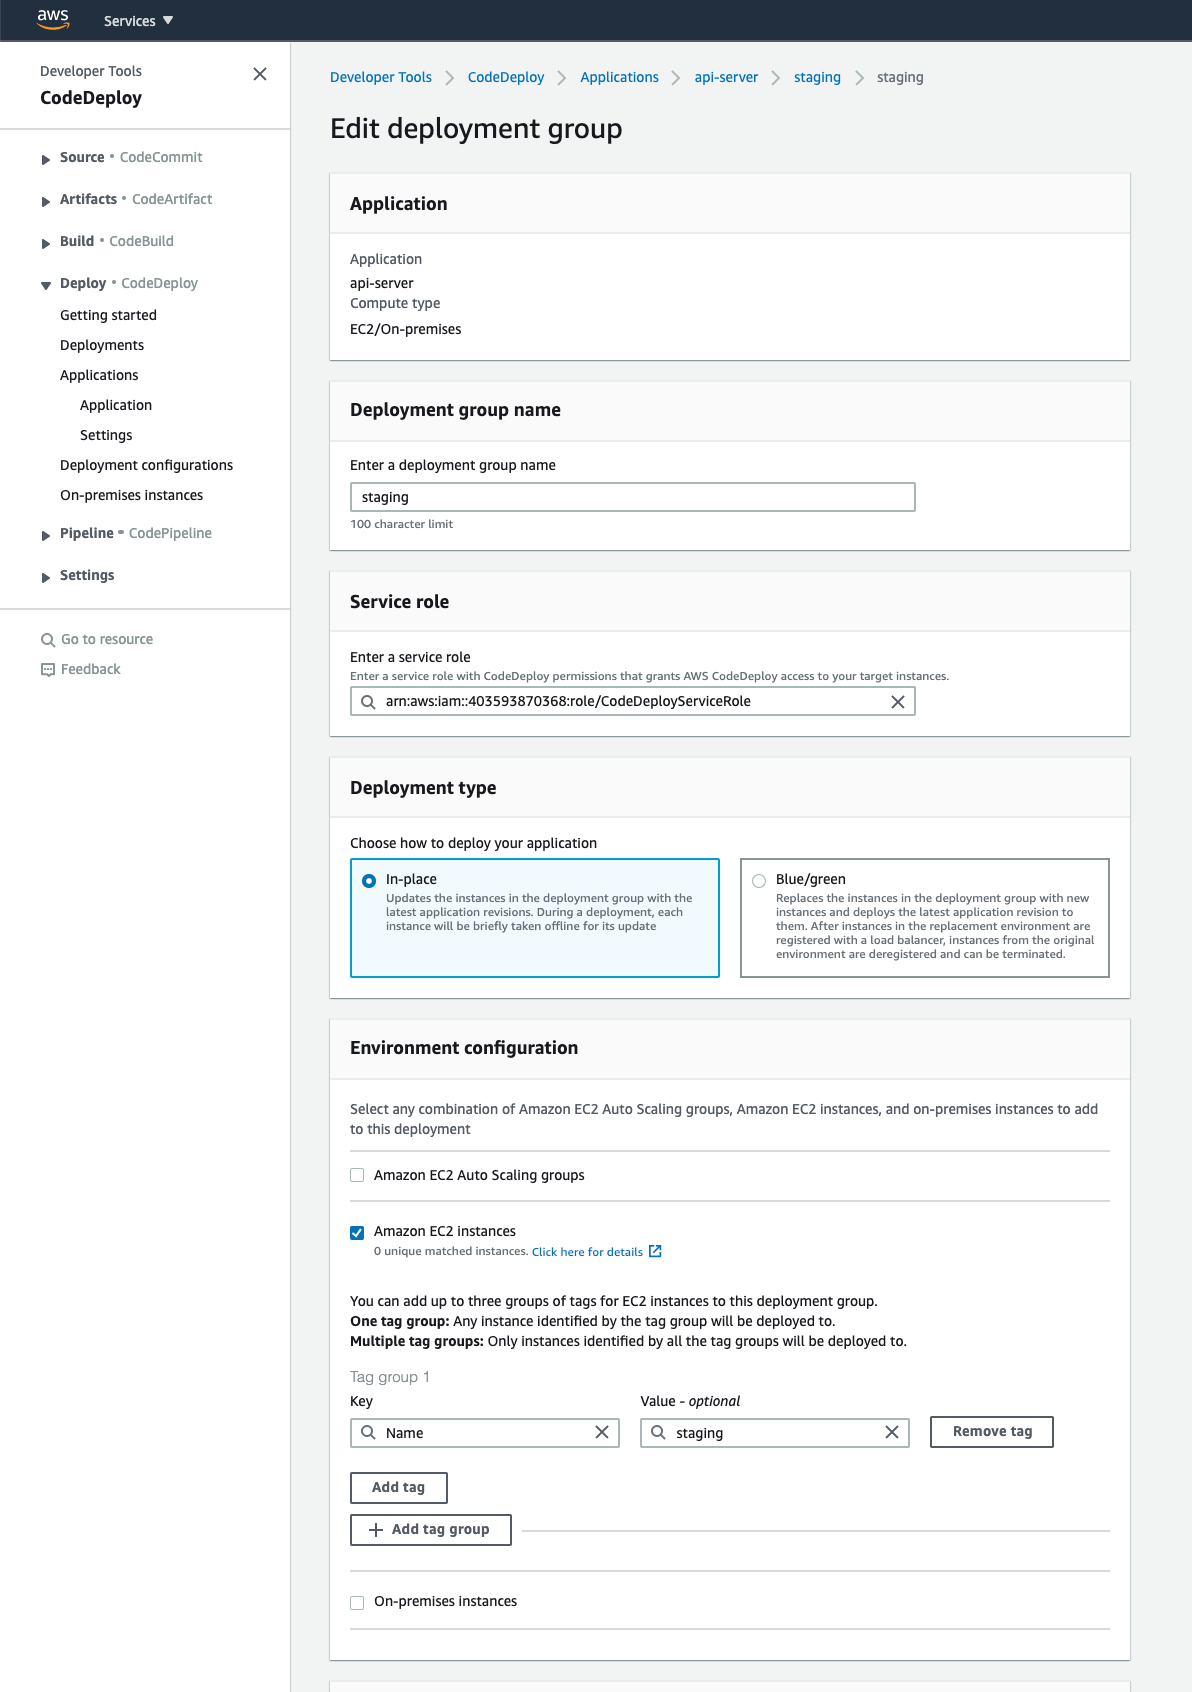 aws
Services
Developer Tools
CodeDeploy
Source • CodeCommit
Artifacts • CodeArtifact
Build • CodeBuild
Deploy • CodeDeploy
Getting started
Deployments
Applications
Application
Settings
Deployment configurations
On-premises instances
Pipeline • CodePipeline
Settings
Go to resource
Feedback
Developer Tools > CodeDeploy > Applications > api-server > staging > staging
Edit deployment group
Application
Application
api-server
Compute type
EC2/On-premises
Deployment group name
Enter a deployment group name
staging
100 character limit
Service role
Enter a service role
Enter a service role with CodeDeploy permissions that grants AWS CodeDeploy access to your target instances.
arn:aws:iam::403593870368:role/CodeDeployServiceRole
Deployment type
Choose how to deploy your application
In-place
Updates the instances in the deployment group with the
latest application revisions. During a deployment, each
instance will be briefly taken offline for its update
Blue/green
Replaces the instances in the deployment group with new
instances and deploys the latest application revision to
them. After instances in the replacement environment are
registered with a load balancer, instances from the original
environment are deregistered and can be terminated.
Environment configuration
Select any combination of Amazon EC2 Auto Scaling groups, Amazon EC2 instances, and on-premises instances to add
to this deployment
Amazon EC2 Auto Scaling groups
Amazon EC2 instances
0 unique matched instances. Click here for details
You can add up to three groups of tags for EC2 instances to this deployment group.
One tag group: Any instance identified by the tag group will be deployed to.
Multiple tag groups: Only instances identified by all the tag groups will be deployed to.
Tag group 1
Key
Value - optional
Name
staging
Remove tag
Add tag
Add tag group
On-premises instances